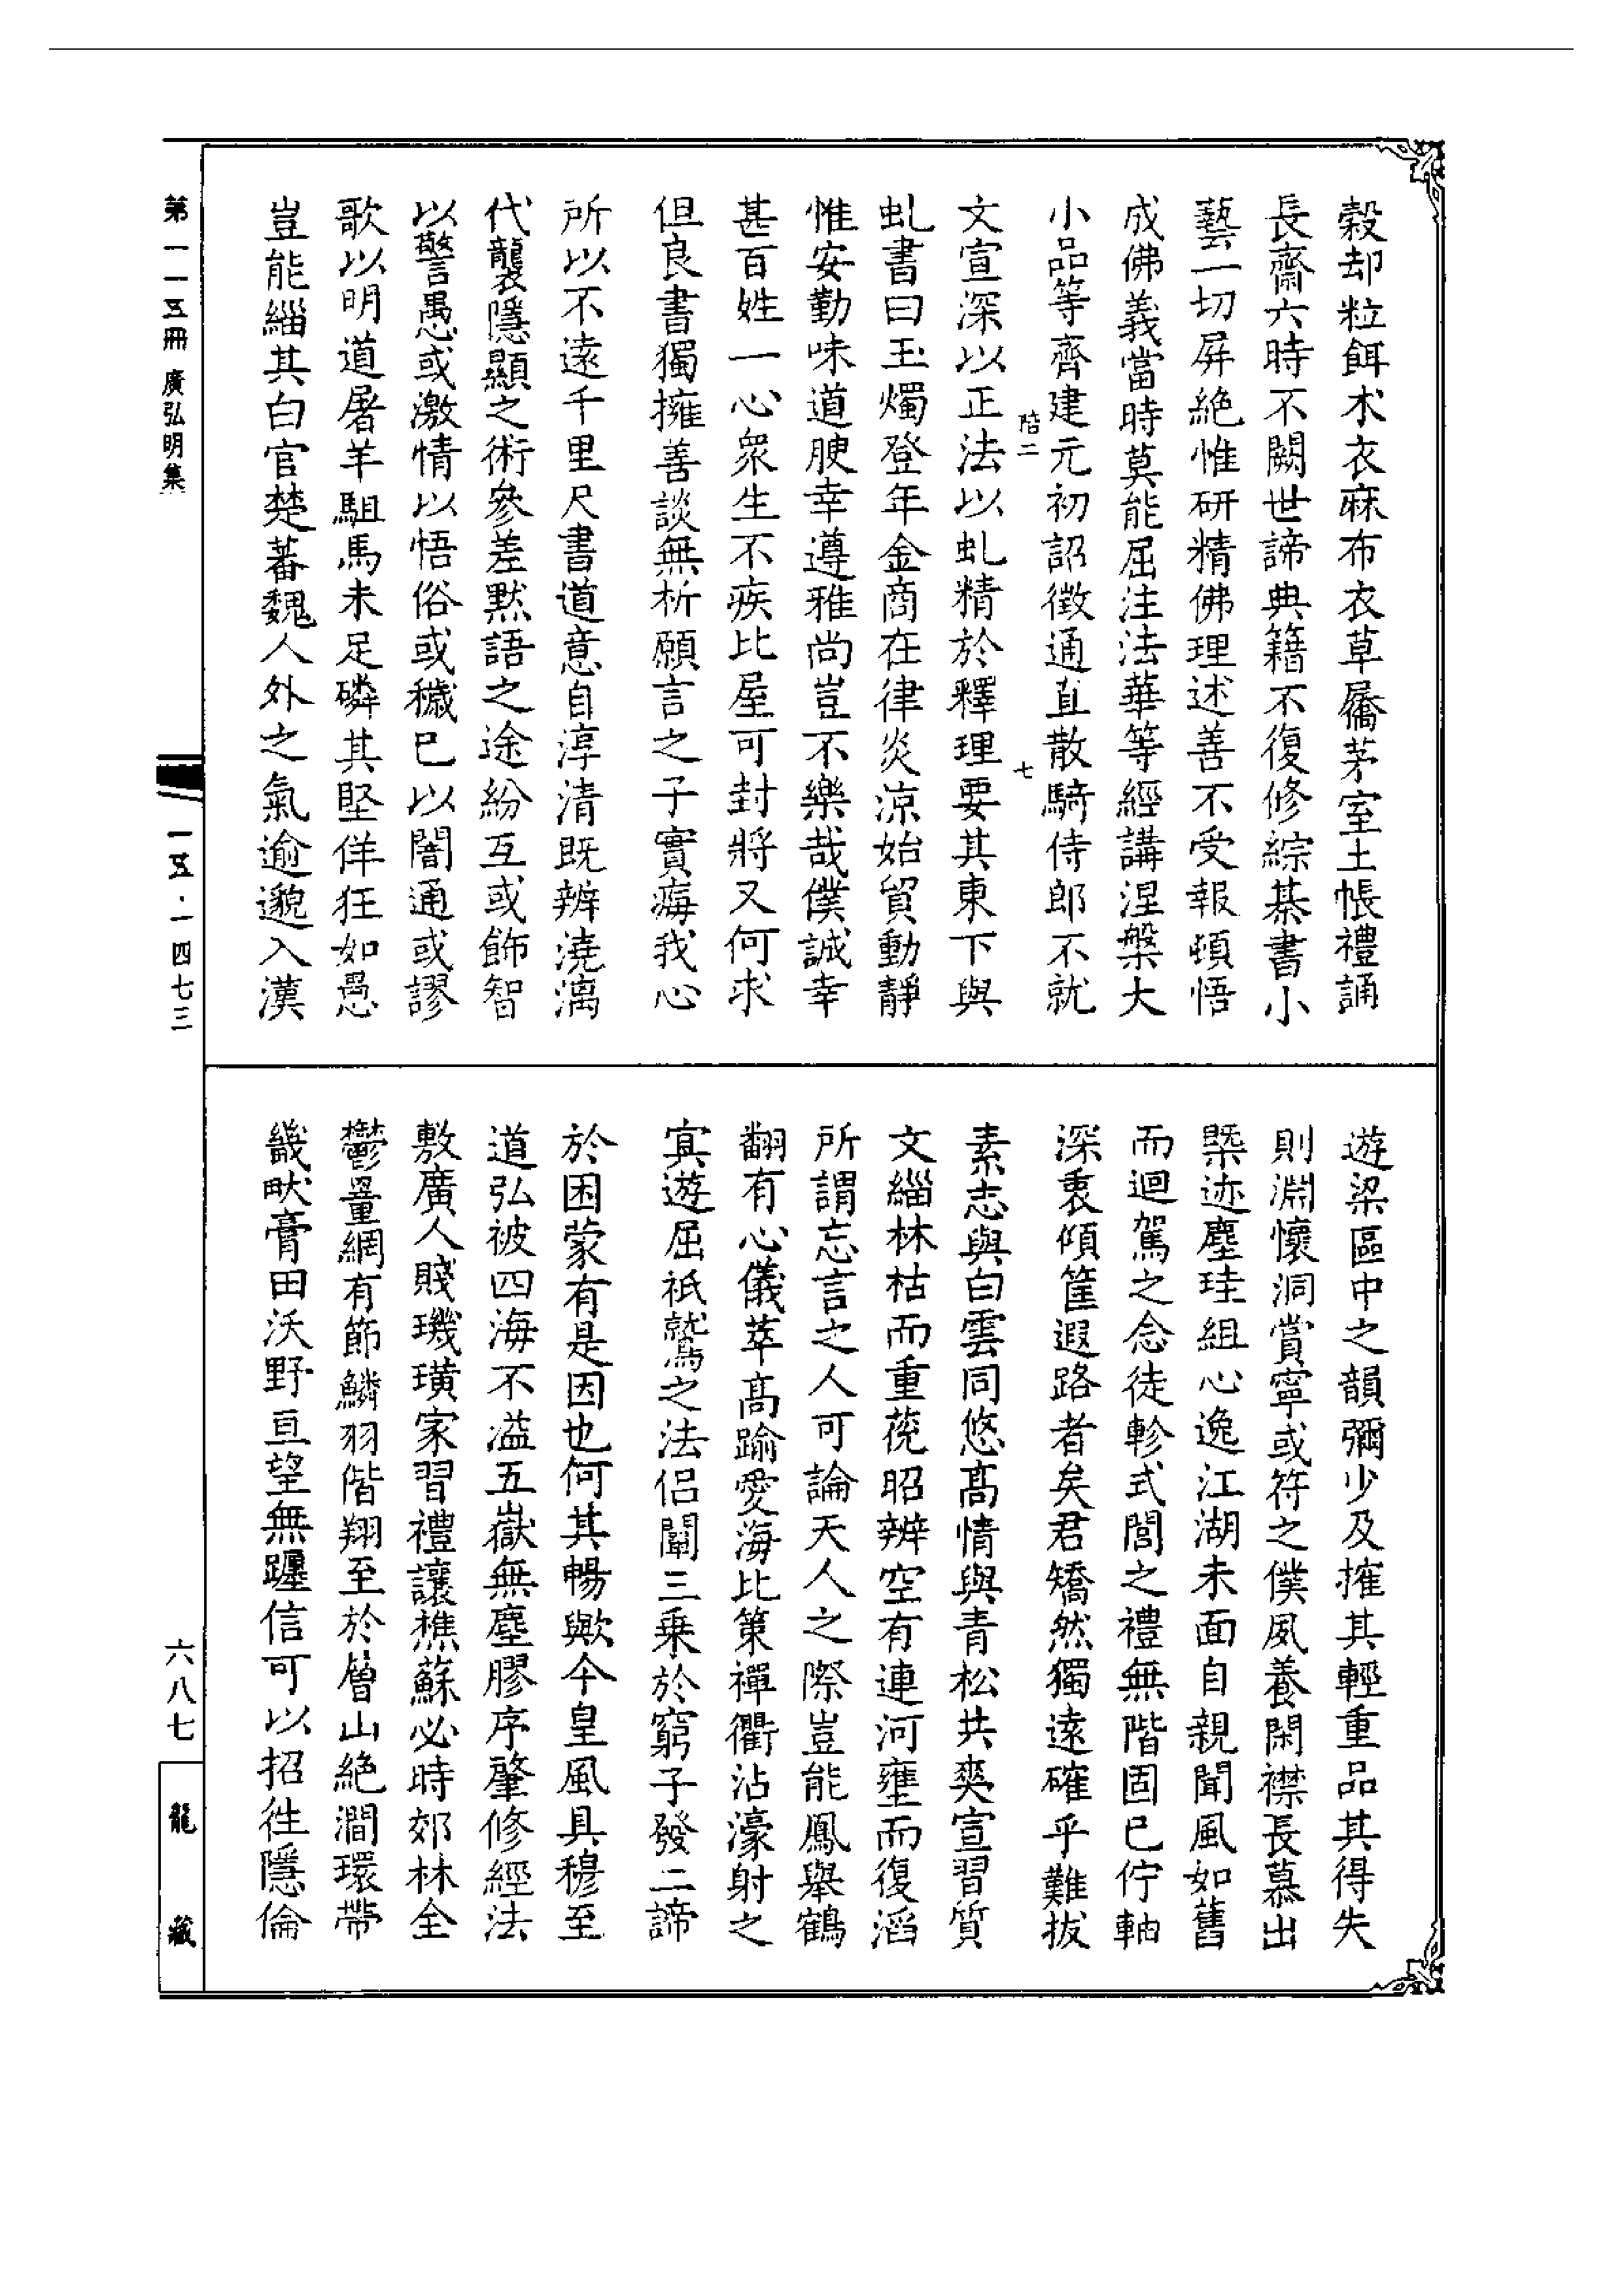 穀却粒餌朮衣麻布衣草屩茅室土帳禮誦
長齋六時不闕世諦典籍不復修綜棊書小
藝一切屏絶惟研精佛理述善不受報頓悟
成佛義當時莫能屈注法華等經講涅槃大
小品等齊建元初詔徴通直散騎侍郎不就
階二
七
文宣深以正法以虬精於釋理要其東下與
虬書曰玉燭登年金商在律炎凉始貿動靜
惟安勤味道腴幸遵雅尚豈不樂哉僕誠幸
甚百姓一心衆生不疾比屋可封將又何求
但良書獨擁善談無析願言之子實痗我心
所以不遠千里尺書道意自淳清既辨澆漓
代襲隱顯之術參差黙語之途紛互或飾智
以警愚或激情以悟俗或穢已以闇通或謬
歌以明道屠羊駔馬未足磷其堅佯狂如愚
豈能緇其白官楚蕃魏人外之氣逾邈入漢
遊梁區中之韻彌少及搉其輕重品其得失
則淵懷洞賞寧或符之僕夙養閑襟長慕出
槩迹塵珪組心逸江湖未面自親聞風如舊
而迴駕之念徒軫式閭之禮無階固已佇軸
深衷傾筐遐路者矣君矯然獨遠確乎難拔
素志與白雲同悠髙情與青松共爽宣習質
文緇林枯而重蓯昭辨空有連河壅而復滔
所謂忘言之人可論天人之際豈能鳳舉鶴
翻有心儀萃髙踰愛海比策禪衢沾濠射之
寘遊屈祇鷲之法侣闡三乗於窮子發二諦
於困蒙有是因也何其暢歟今皇風具穆至
道弘被四海不溢五嶽無塵膠序肇修經法
敷廣人賤璣璜家習禮讓樵蘇必時郊林全
鬱罿網有節鱗羽偕翔至於層山絶澗環帶
畿畎膏田沃野亘望無躔信可以招徃隱倫
第一一五冊 廣弘明集
一五·一四七三
六八七
龍藏